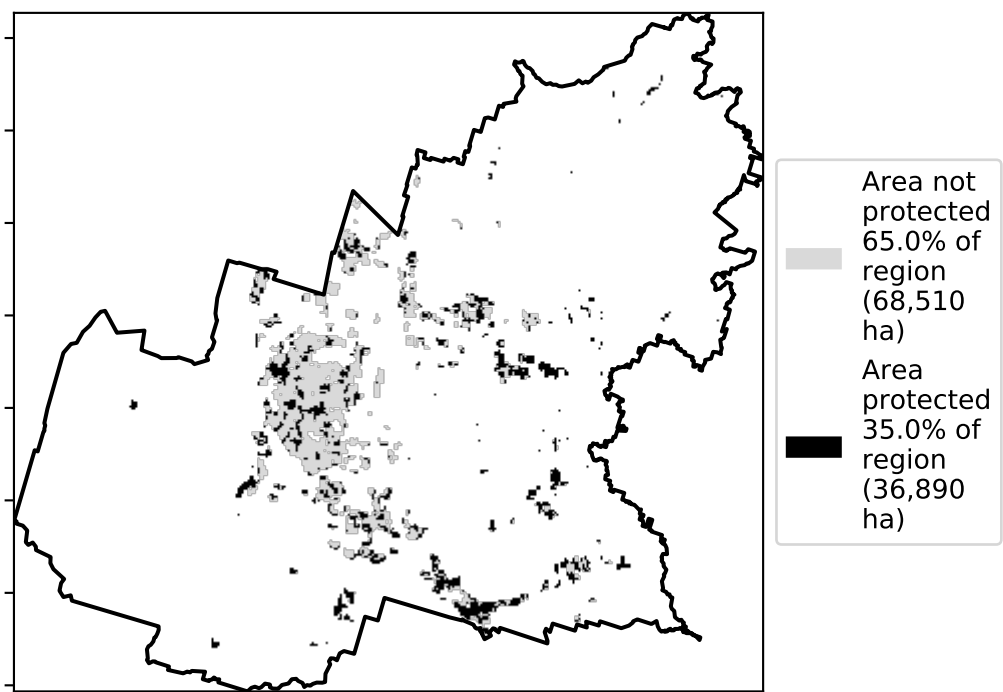 Area not
protected
65.0% of
region
(68,510
ha)
Area
protected
35.0% of
region
(36,890
ha)